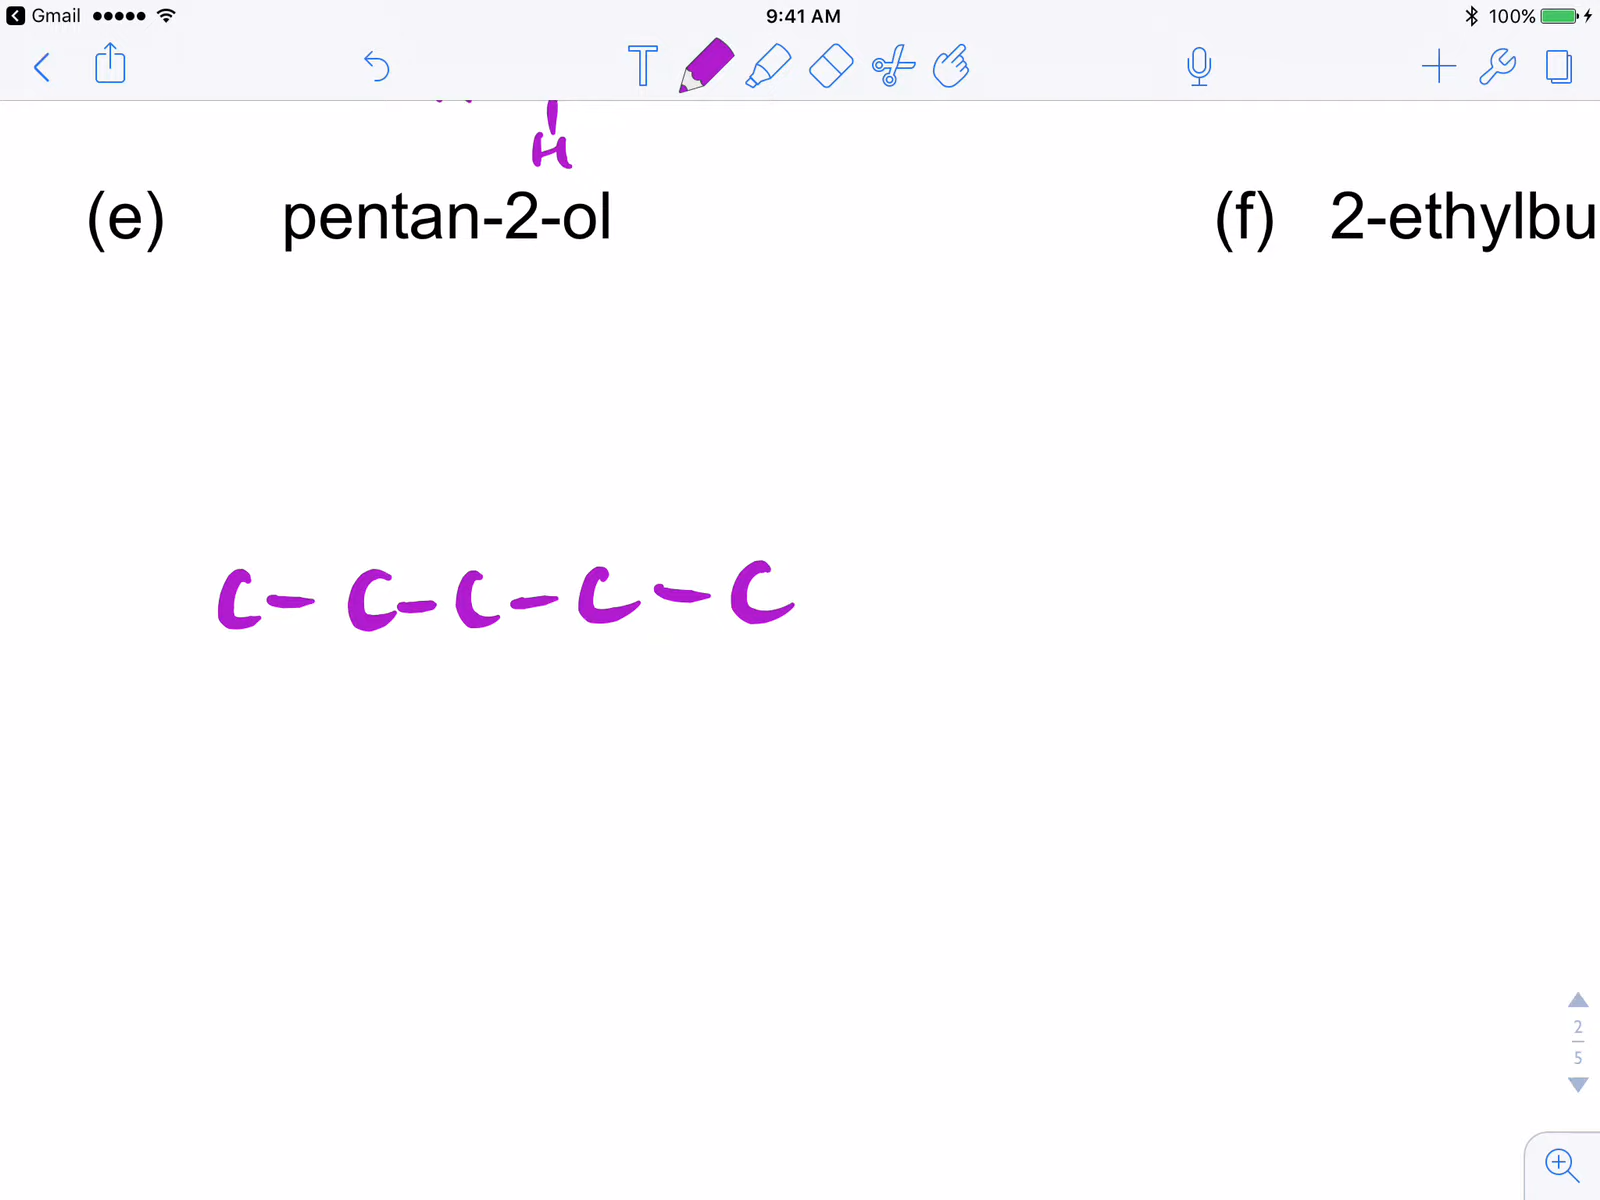 Gmail 9:41 AM 100%
T
H
(e) pentan-2-ol (f) 2-ethylbu
C-C-C-C-C
2
5